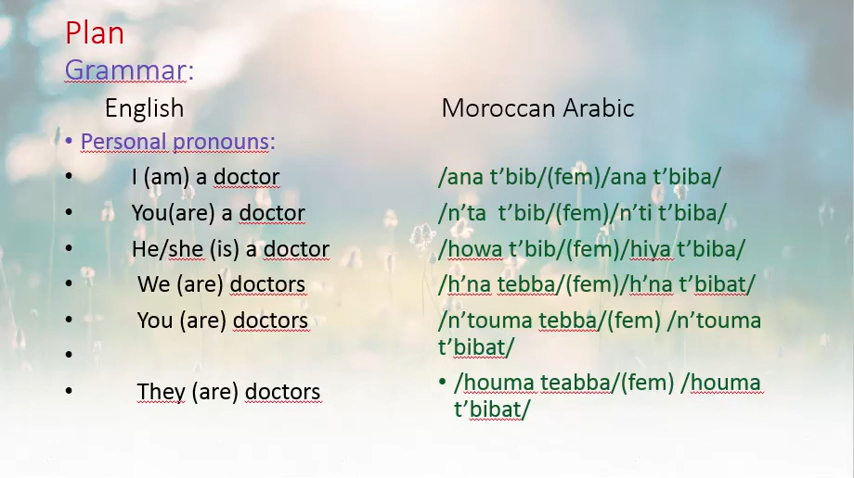 Plan
Grammar:
English Moroccan Arabic
• Personal pronouns:
• I (am) a doctor /ana t’bib/(fem)/ana t’biba/
• You(are) a doctor /n’ta t’bib/(fem)/n’ti t’biba/
• He/she (is) a doctor /howa t’bib/(fem)/hiya t’biba/
• We (are) doctors /h’na tebba/(fem)/h’na t’bibat/
• You (are) doctors /n’touma tebba/(fem) /n’touma
• t’bibat/
• They (are) doctors • /houma teabba/(fem) /houma
t’bibat/